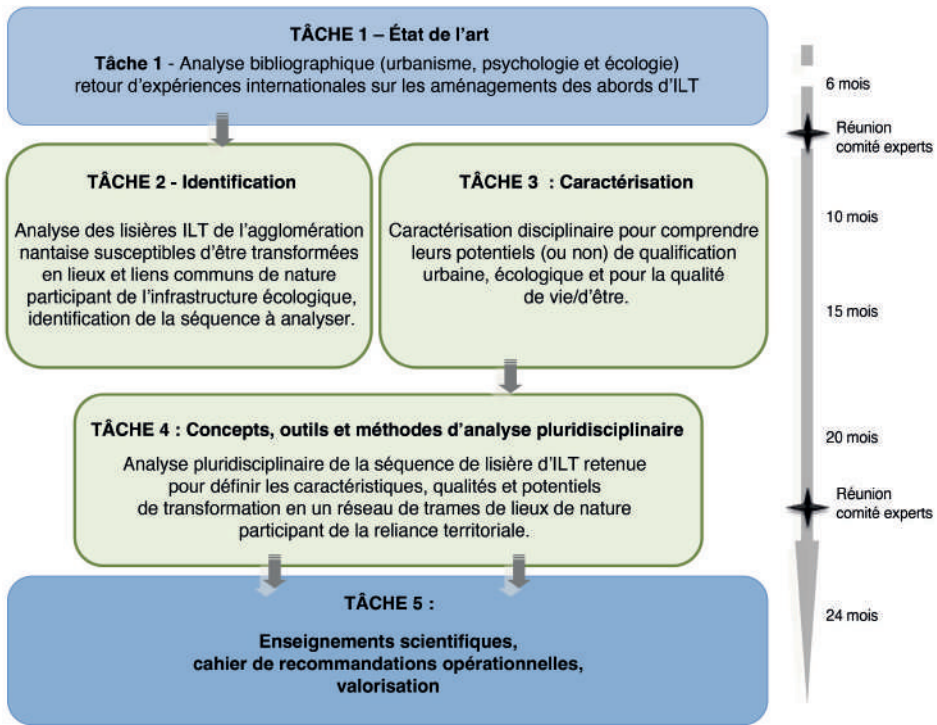 TÂCHE 1 – État de l’art
Tâche 1 - Analyse bibliographique (urbanisme, psychologie et écologie)
retour d’expériences internationales sur les aménagements des abords d’ILT
6 mois
Réunion
comité experts
TÂCHE 2 - Identification
Analyse des lisières ILT de l’agglomération
nantaise susceptibles d’être transformées
en lieux et liens communs de nature
participant de l’infrastructure écologique,
identification de la séquence à analyser.
TÂCHE 3 : Caractérisation
Caractérisation disciplinaire pour comprendre
leurs potentiels (ou non) de qualification
urbaine, écologique et pour la qualité
de vie/d’être.
10 mois
15 mois
TÂCHE 4 : Concepts, outils et méthodes d’analyse pluridisciplinaire
Analyse pluridisciplinaire de la séquence de lisière d’ILT retenue
pour définir les caractéristiques, qualités et potentiels
de transformation en un réseau de trames de lieux de nature
participant de la reliance territoriale.
20 mois
Réunion
comité experts
TÂCHE 5 :
Enseignements scientifiques,
cahier de recommandations opérationnelles,
valorisation
24 mois